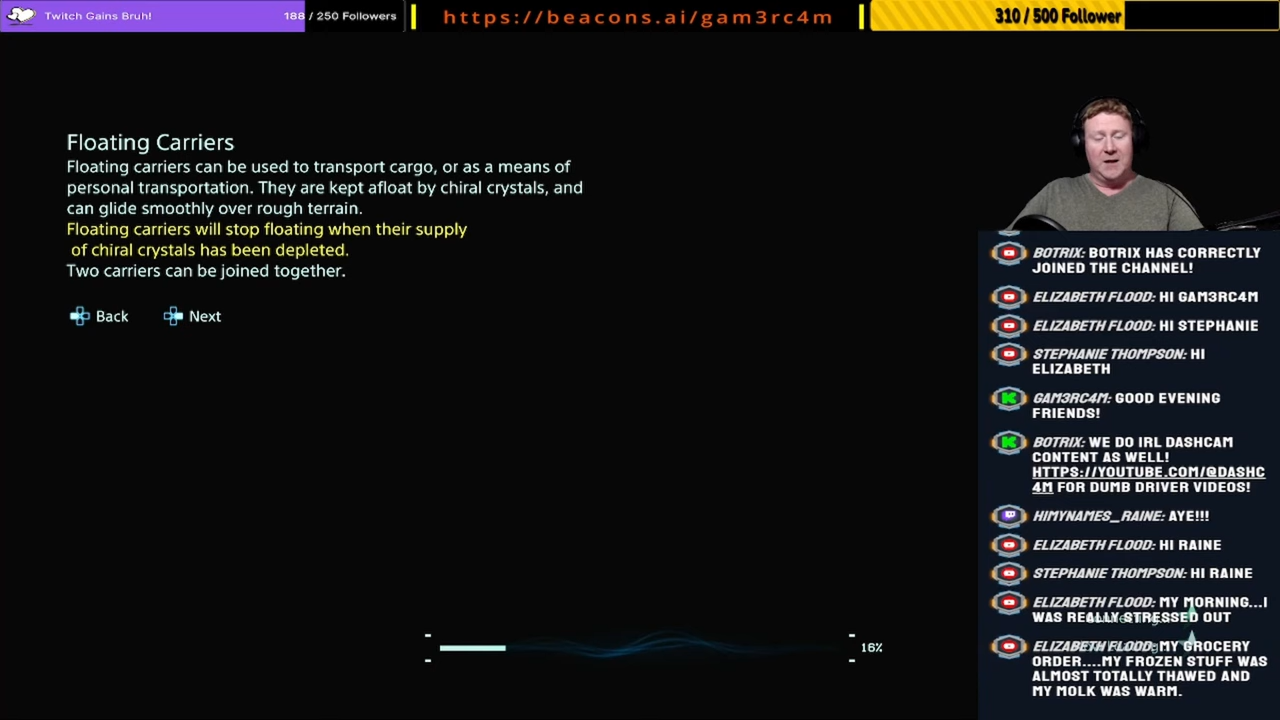 Twitch Gains Bruh!
188 / 250 Followers
https://beacons.ai/gam3rc4m
310 / 500 Follower
Floating Carriers
Floating carriers can be used to transport cargo, or as a means of
personal transportation. They are kept afloat by chiral crystals, and
can glide smoothly over rough terrain.
Floating carriers will stop floating when their supply
of chiral crystals has been depleted.
Two carriers can be joined together.
Back Next
16%
BOTRIX: BOTRIX HAS CORRECTLY
JOINED THE CHANNEL!
ELIZABETH FLOOD: HI GAM3RC4M
ELIZABETH FLOOD: HI STEPHANIE
STEPHANIE THOMPSON: HI
ELIZABETH
GAM3RC4M: GOOD EVENING
FRIENDS!
BOTRIX: WE DO IRL DASHCAM
CONTENT AS WELL!
HTTPS://YOUTUBE.COM/@DASHC
4M FOR DUMB DRIVER VIDEOS!
HIMYNAMES_RAINE: AYE!!!
ELIZABETH FLOOD: HI RAINE
STEPHANIE THOMPSON: HI RAINE
ELIZABETH FLOOD: MY MORNING...I
WAS REALLY STRESSED OUT
ELIZABETH FLOOD: MY GROCERY
ORDER....MY FROZEN STUFF WAS
ALMOST TOTALLY THAWED AND
MY MOLK WAS WARM.